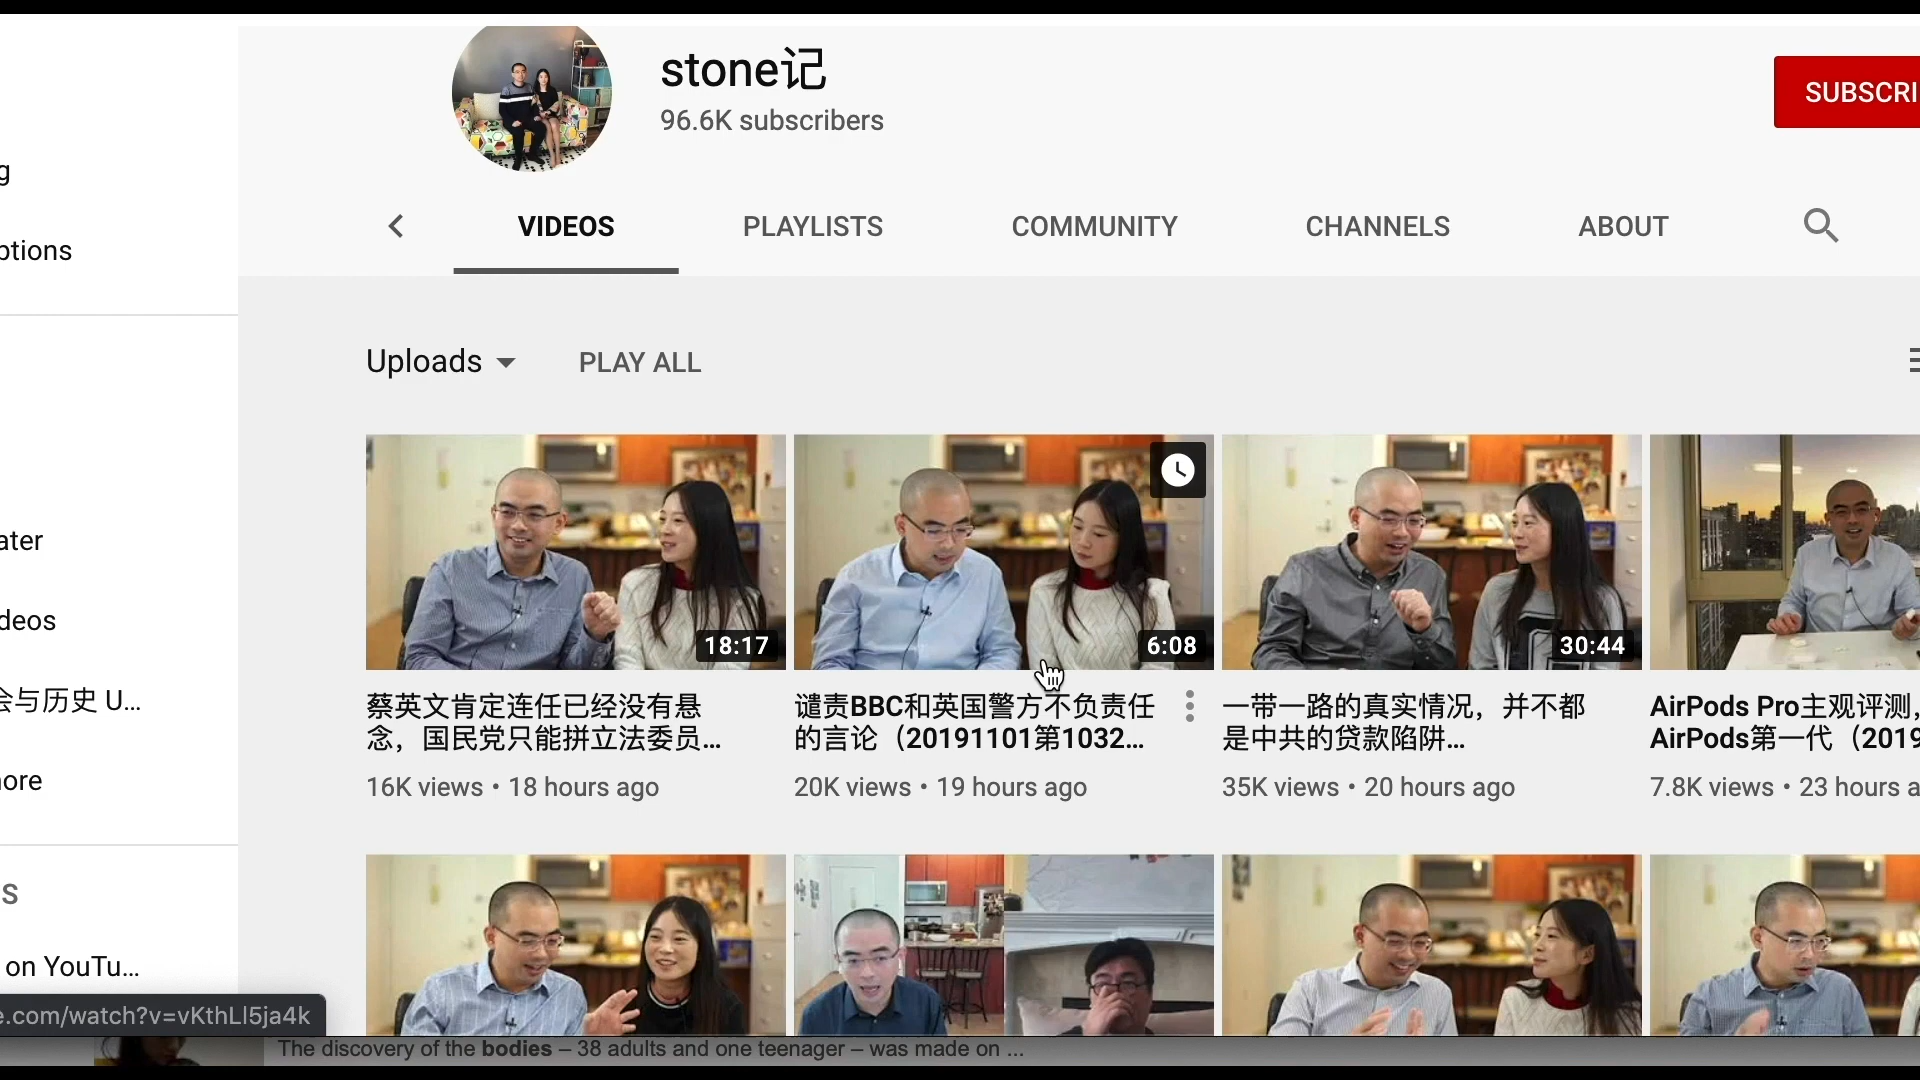 stone记
96.6K subscribers
SUBSCRI
g
ptions
VIDEOS PLAYLISTS COMMUNITY CHANNELS ABOUT
Uploads PLAY ALL
ater
deos
会与历史 U...
ore
S
on YouTu...
e.com/watch?v=vKthLl5ja4k
18:17
蔡英文肯定连任已经没有悬
念，国民党只能拼立法委员...
16K views • 18 hours ago
6:08
谴责BBC和英国警方不负责任
的言论（20191101第1032...
20K views • 19 hours ago
30:44
一带一路的真实情况，并不都
是中共的贷款陷阱...
35K views • 20 hours ago
AirPods Pro主观评测,
AirPods第一代（2019
7.8K views • 23 hours a
The discovery of the bodies – 38 adults and one teenager – was made on ...